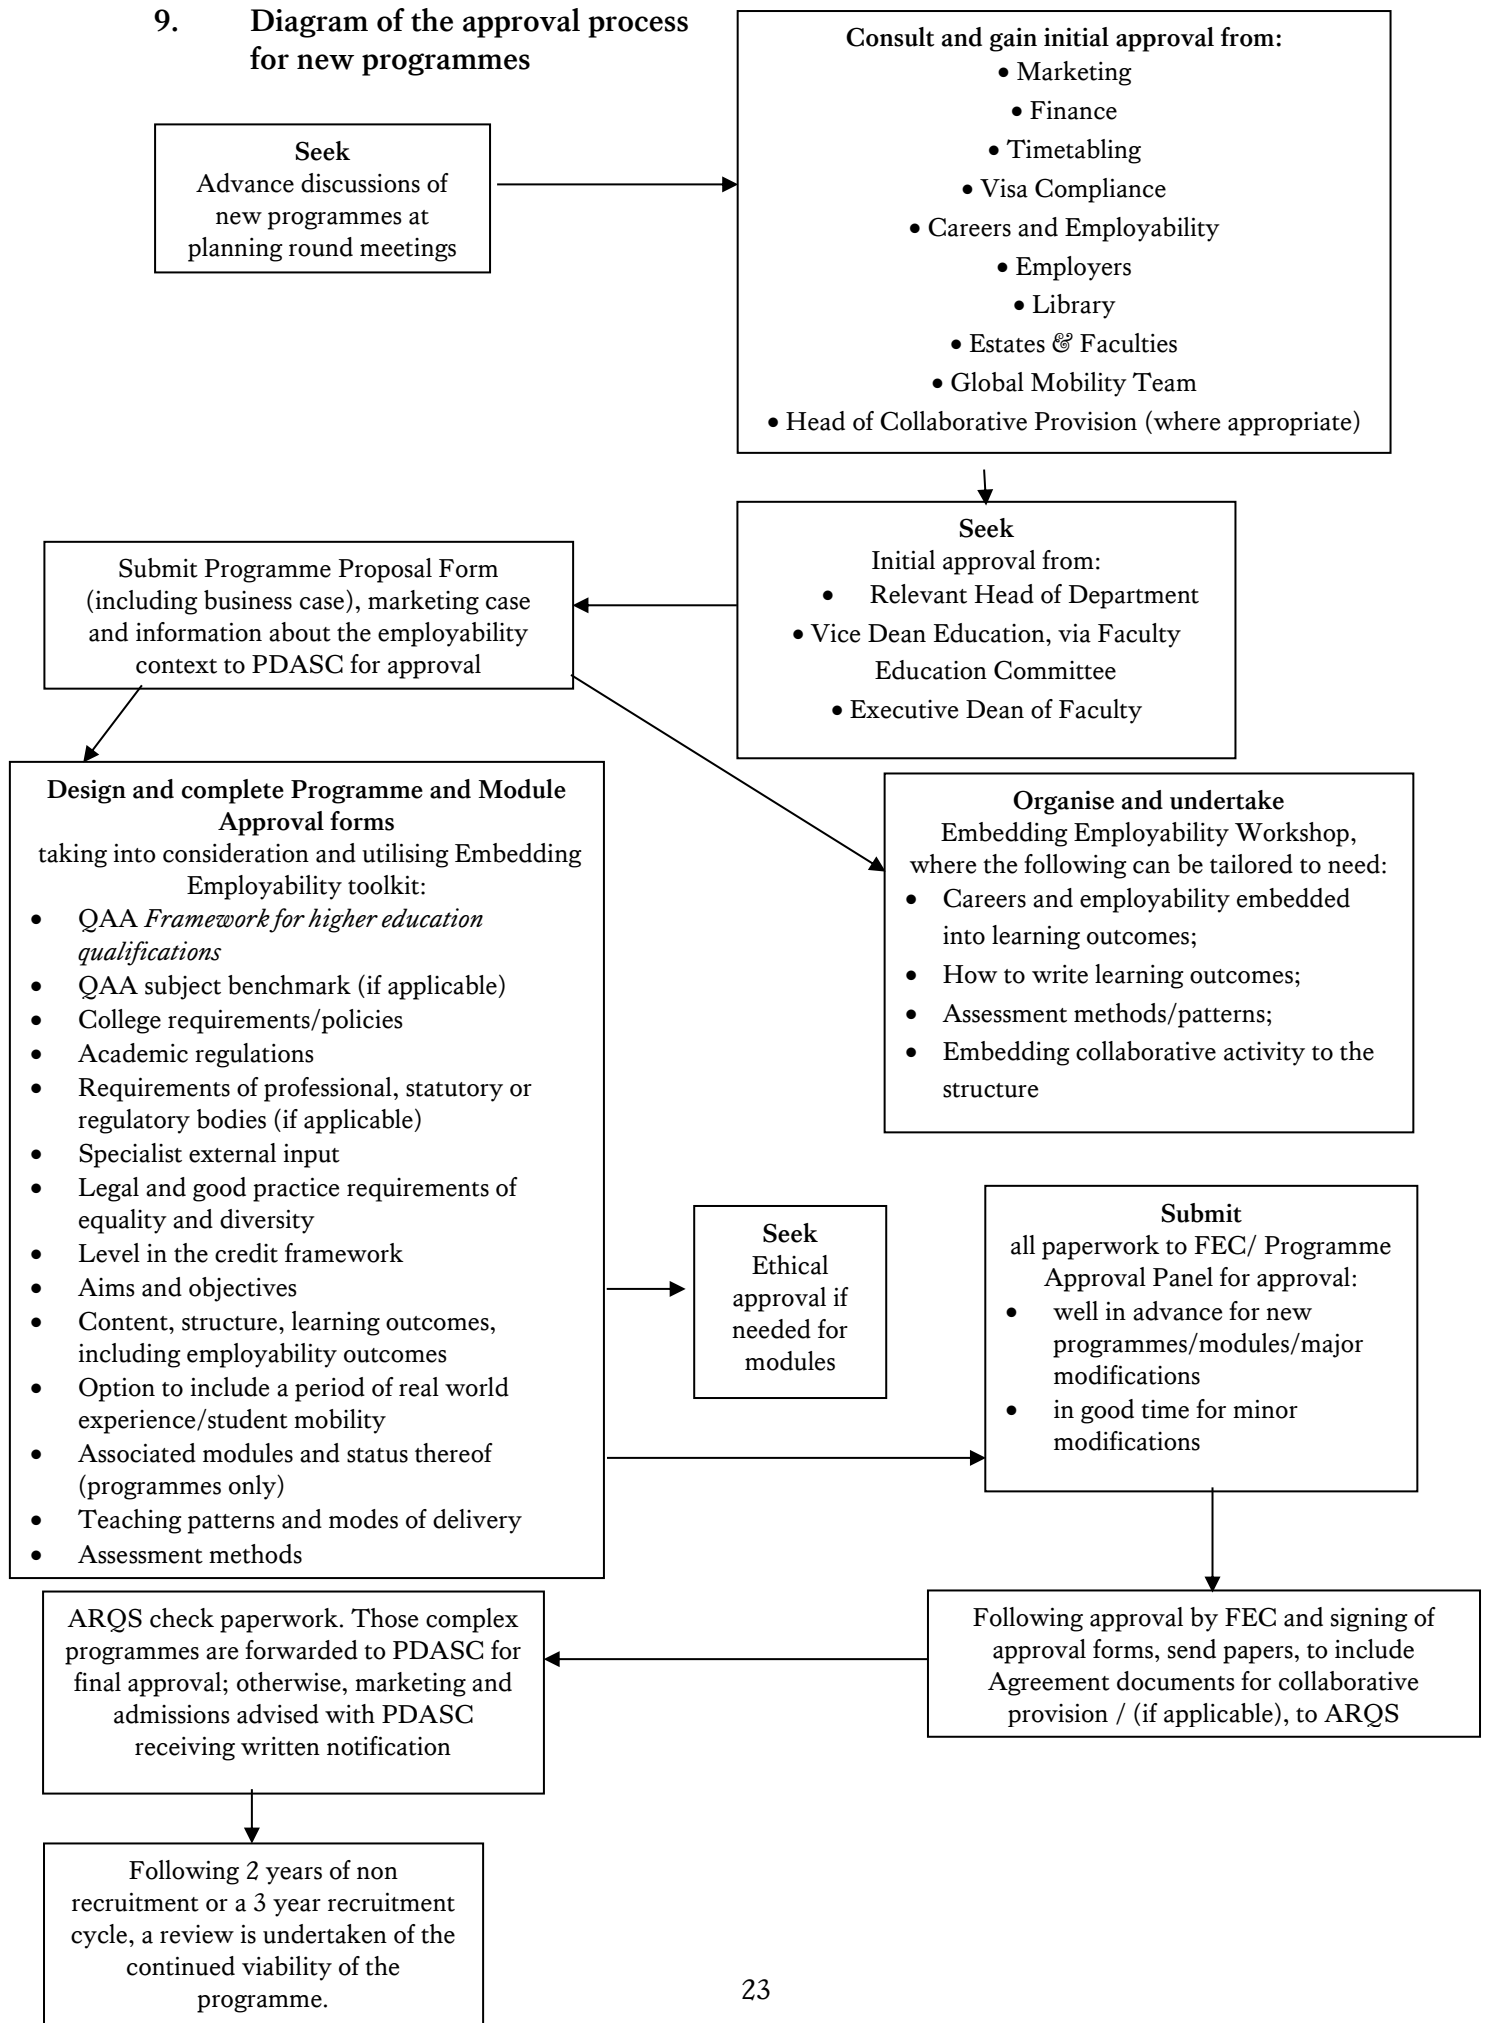 9. Diagram of the approval process
for new programmes
Seek
Advance discussions of
new programmes at
planning round meetings
Consult and gain initial approval from:
• Marketing
• Finance
• Timetabling
• Visa Compliance
• Careers and Employability
• Employers
• Library
• Estates & Faculties
• Global Mobility Team
• Head of Collaborative Provision (where appropriate)
Seek
Initial approval from:
• Relevant Head of Department
• Vice Dean Education, via Faculty
Education Committee
• Executive Dean of Faculty
Submit Programme Proposal Form
(including business case), marketing case
and information about the employability
context to PDASC for approval
Design and complete Programme and Module
Approval forms
taking into consideration and utilising Embedding
Employability toolkit:
• QAA Framework for higher education
qualifications
• QAA subject benchmark (if applicable)
• College requirements/policies
• Academic regulations
• Requirements of professional, statutory or
regulatory bodies (if applicable)
• Specialist external input
• Legal and good practice requirements of
equality and diversity
• Level in the credit framework
• Aims and objectives
• Content, structure, learning outcomes,
including employability outcomes
• Option to include a period of real world
experience/student mobility
• Associated modules and status thereof
(programmes only)
• Teaching patterns and modes of delivery
• Assessment methods
Organise and undertake
Embedding Employability Workshop,
where the following can be tailored to need:
• Careers and employability embedded
into learning outcomes;
• How to write learning outcomes;
• Assessment methods/patterns;
• Embedding collaborative activity to the
structure
Seek
Ethical
approval if
needed for
modules
Submit
all paperwork to FEC/ Programme
Approval Panel for approval:
• well in advance for new
programmes/modules/major
modifications
• in good time for minor
modifications
Following approval by FEC and signing of
approval forms, send papers, to include
Agreement documents for collaborative
provision / (if applicable), to ARQS
ARQS check paperwork. Those complex
programmes are forwarded to PDASC for
final approval; otherwise, marketing and
admissions advised with PDASC
receiving written notification
Following 2 years of non
recruitment or a 3 year recruitment
cycle, a review is undertaken of the
continued viability of the
programme.
23